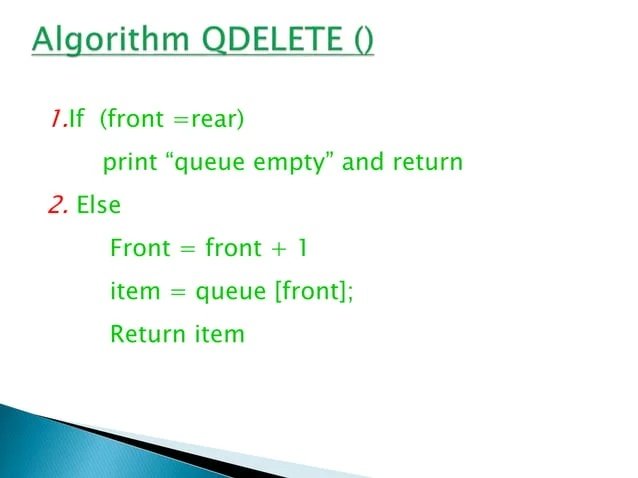 Algorithm QDELETE ()
1.If (front =rear)
print “queue empty” and return
2. Else
Front = front + 1
item = queue [front];
Return item